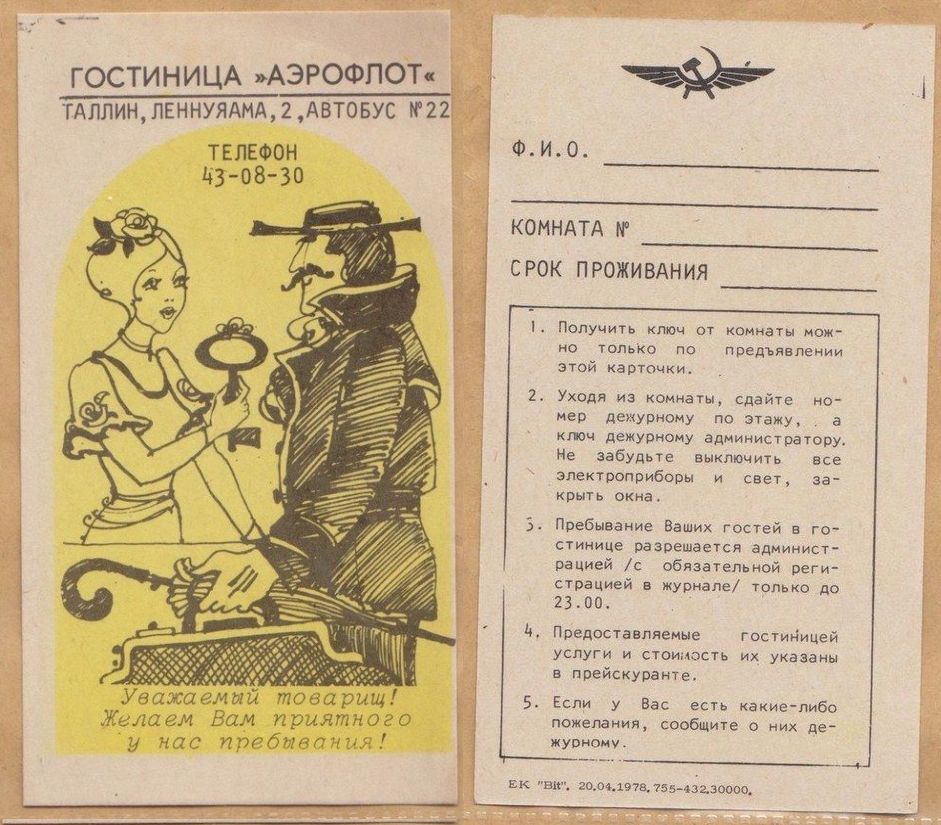 ГОСТИНИЦА »АЭРОФЛОТ«
ТАЛЛИН, ЛЕННУЯАМА, 2, АВТОБУС №22
ТЕЛЕФОН
43-08-30
Уважаемый товарищ!
Желаем Вам приятного
у нас пребывания!
Ф.И.О.
КОМНАТА №
СРОК ПРОЖИВАНИЯ
1. Получить ключ от комнаты мож-
но только по предъявлении
этой карточки.
2. Уходя из комнаты, сдайте но-
мер дежурному по этажу, а
ключ дежурному администратору.
Не забудьте выключить все
электроприборы и свет, за-
крыть окна.
3. Пребывание Ваших гостей в го-
стинице разрешается админист-
рацией /с обязательной реги-
страцией в журнале/ только до
23.00.
4. Предоставляемые гостиницей
услуги и стоимость их указаны
в прейскуранте.
5. Если у Вас есть какие-либо
пожелания, сообщите о них де-
журному.
EK "Bit". 20.04.1978. 755-432.30000.